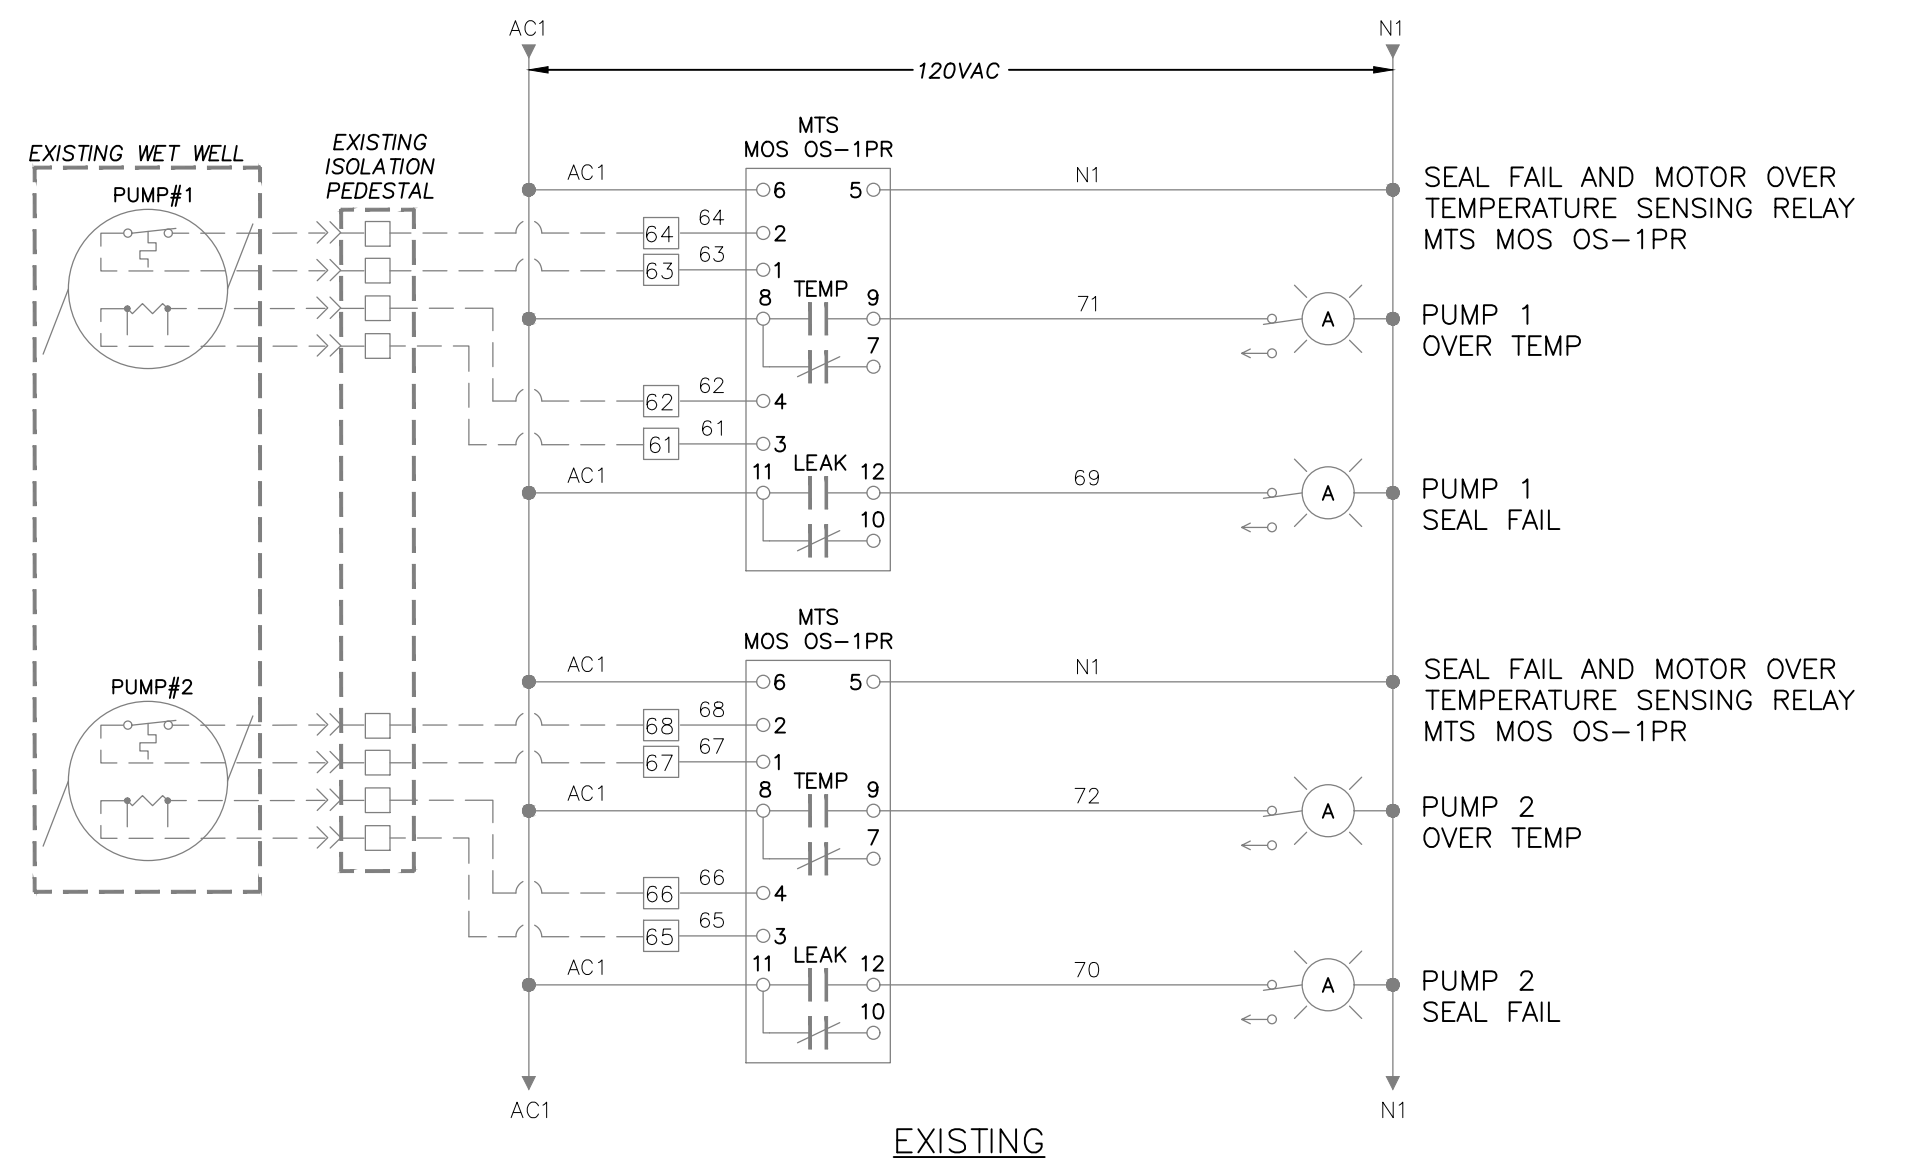 AC1
N1
120VAC
EXISTING WET WELL
EXISTING
ISOLATION
PEDESTAL
MTS
MOS OS-1PR
PUMP#1
AC1
6
5
N1
SEAL FAIL AND MOTOR OVER
TEMPERATURE SENSING RELAY
MTS MOS OS-1PR
64
64
2
63
63
1
TEMP
8
9
71
A
PUMP 1
OVER TEMP
7
62
62
4
61
61
3
LEAK
AC1
11
12
69
A
PUMP 1
SEAL FAIL
10
MTS
MOS OS-1PR
PUMP#2
AC1
6
5
N1
SEAL FAIL AND MOTOR OVER
TEMPERATURE SENSING RELAY
MTS MOS OS-1PR
68
68
2
67
67
1
TEMP
AC1
8
9
72
A
PUMP 2
OVER TEMP
7
66
66
4
65
65
3
LEAK
AC1
11
12
70
A
PUMP 2
SEAL FAIL
10
AC1
N1
EXISTING